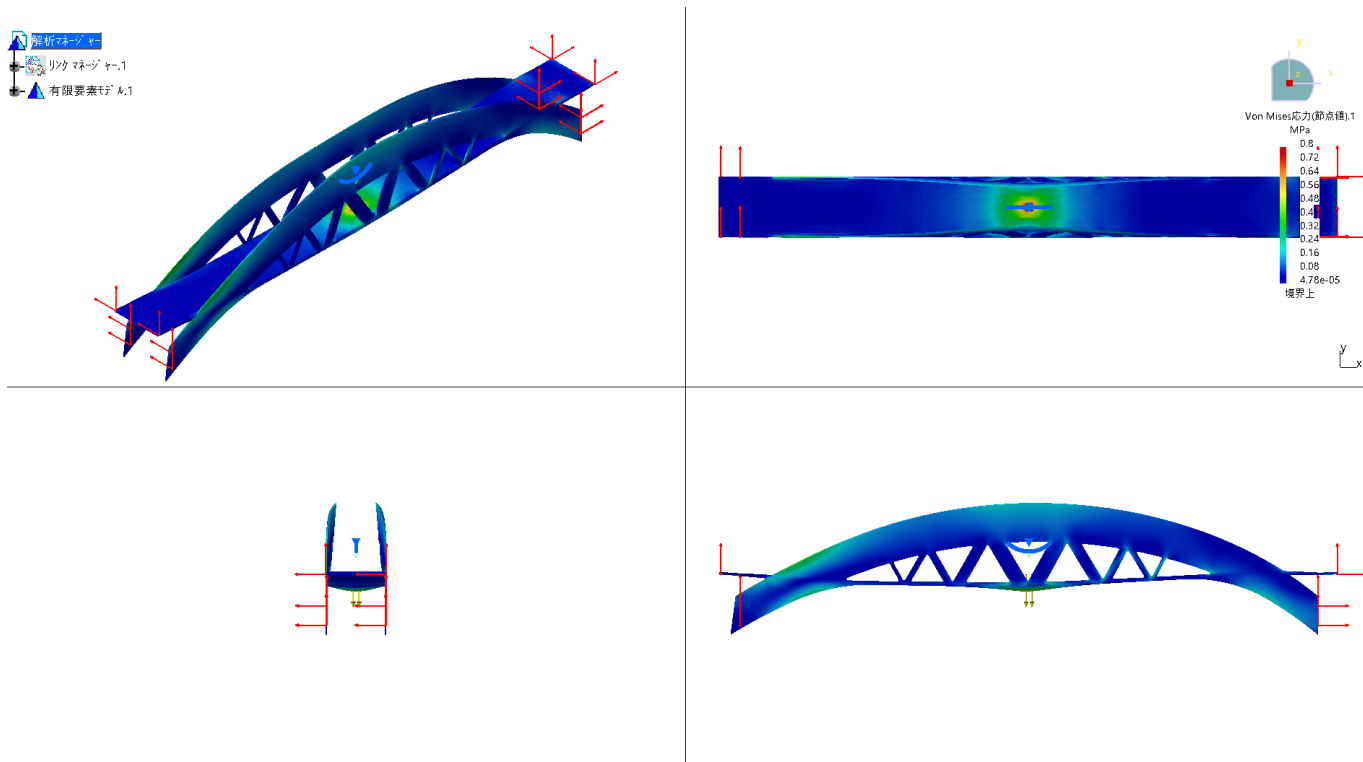 解析マネージャー
リンク マネージャー.1
有限要素モデル.1
y
z
x
Von Mises応力(節点値).1
MPa
0.8
0.72
0.64
0.56
0.48
0.4
0.32
0.24
0.16
0.08
4.78e-05
境界上
y
x